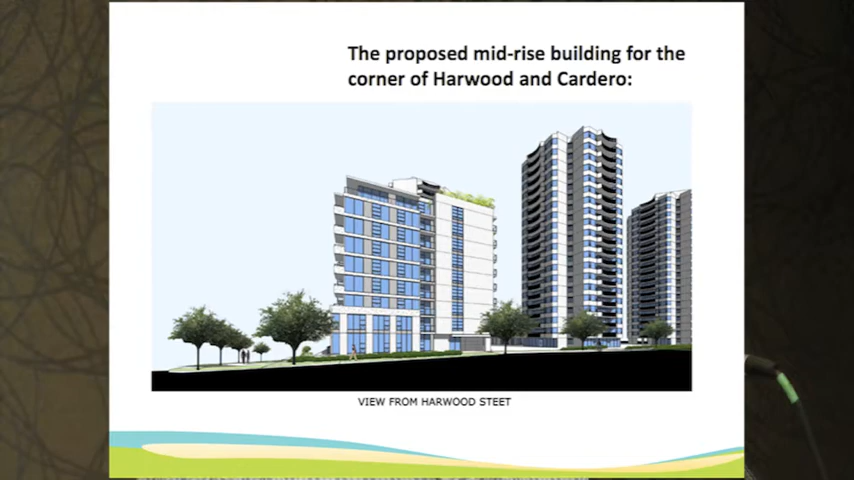 The proposed mid-rise building for the
corner of Harwood and Cardero:
VIEW FROM HARWOOD STEET